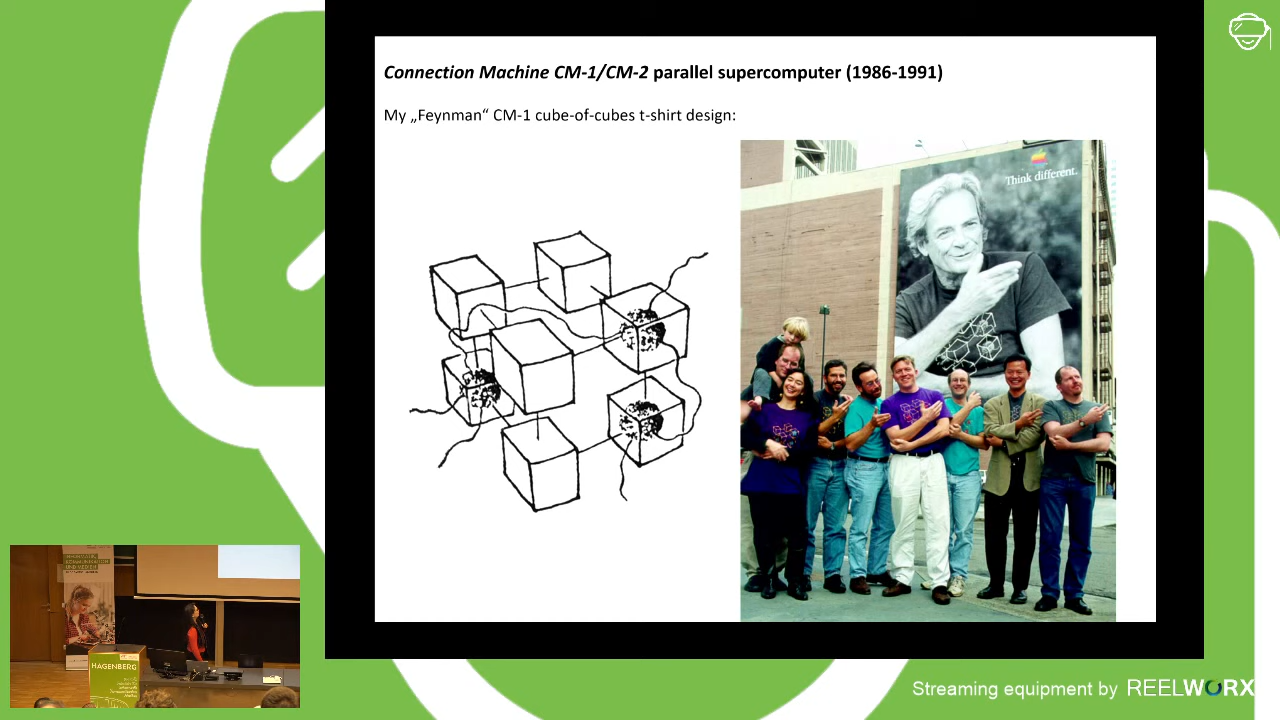 Connection Machine CM-1/CM-2 parallel supercomputer (1986-1991)
My „Feynman“ CM-1 cube-of-cubes t-shirt design:
Think different.
HAGENBERG
Streaming equipment by REELWORX